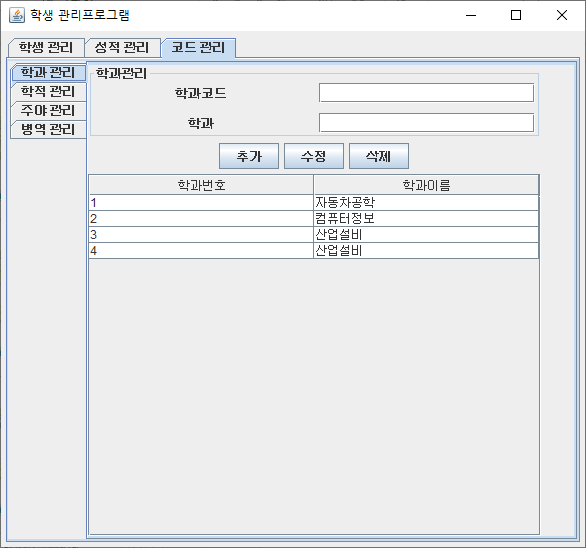 학생 관리프로그램
학생 관리 성적 관리 코드 관리
학과 관리
학적 관리
주야 관리
병역 관리
학과관리
학과코드
학과
추가 수정 삭제
학과번호 학과이름
1 자동차공학
2 컴퓨터정보
3 산업설비
4 산업설비